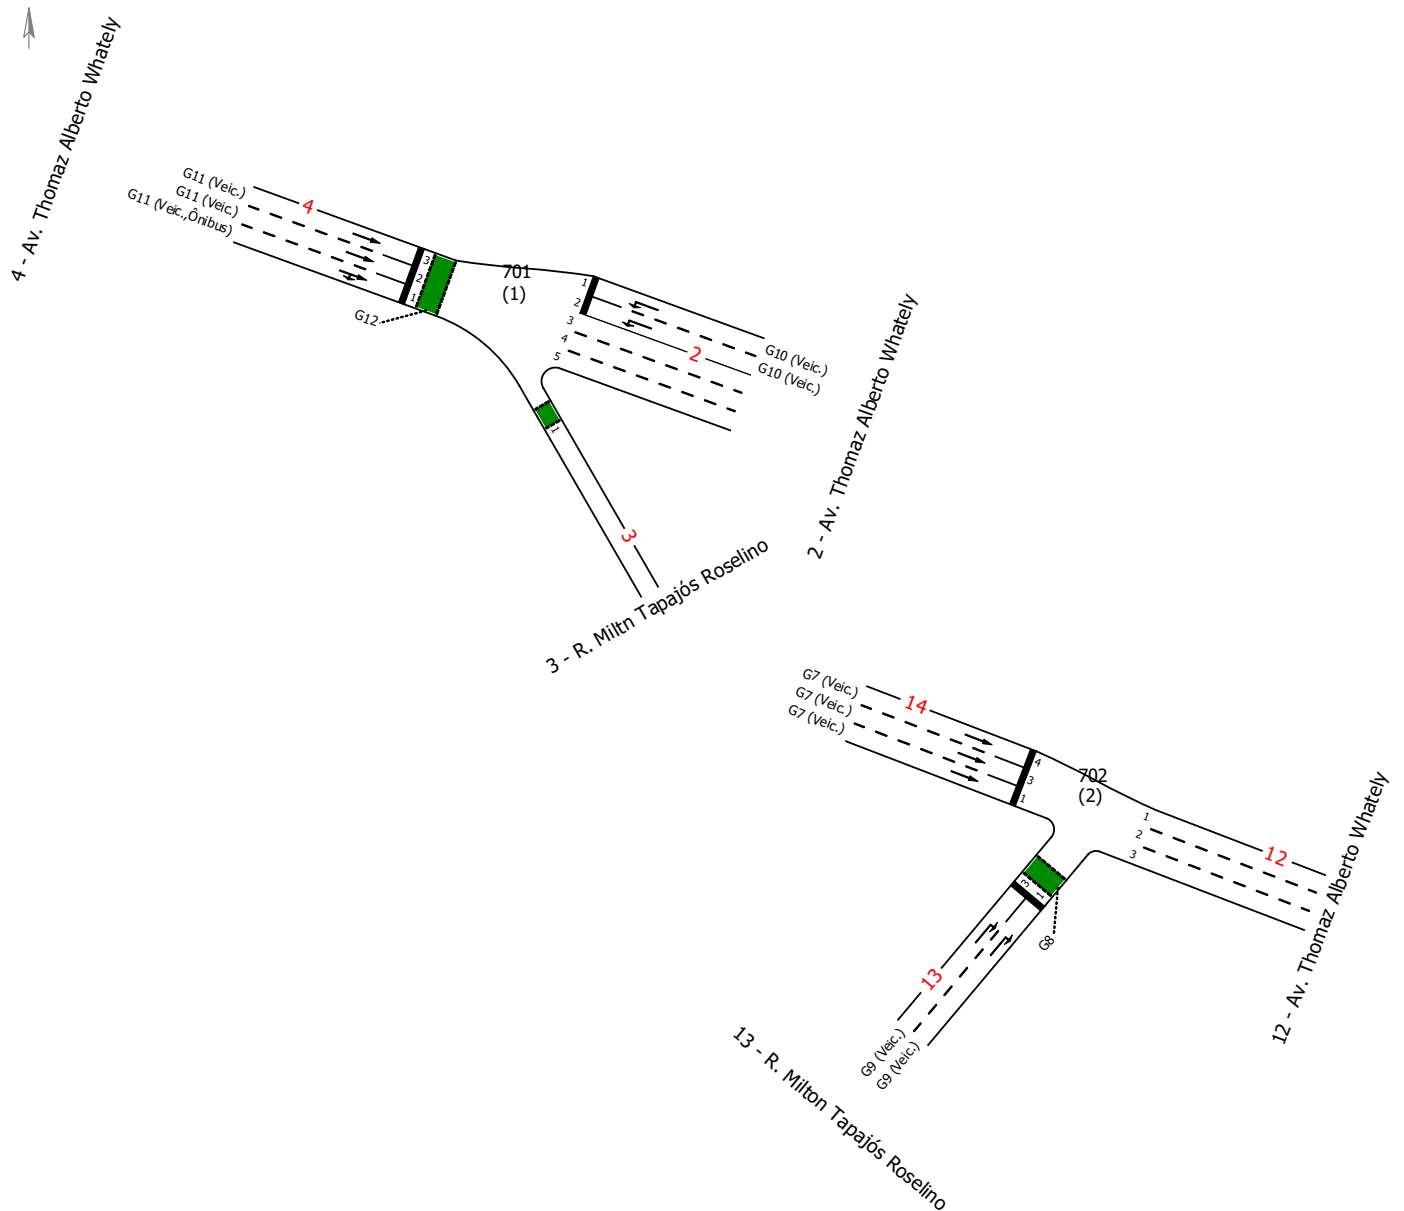 4 - Av. Thomaz Alberto Whately
G11 (Veic.)
G11 (Veic.)
G11 (Veic.,Ônibus)
4
3
2
1
G12
701
(1)
1
2
3
4
5
2
G10 (Veic.)
G10 (Veic.)
2 - Av. Thomaz Alberto Whately
1
3
3 - R. Miltn Tapajós Roselino
G7 (Veic.)
G7 (Veic.)
G7 (Veic.)
14
4
3
1
702
(2)
1
2
3
12
12 - Av. Thomaz Alberto Whately
3
1
G8
13
G9 (Veic.)
G9 (Veic.)
13 - R. Milton Tapajós Roselino